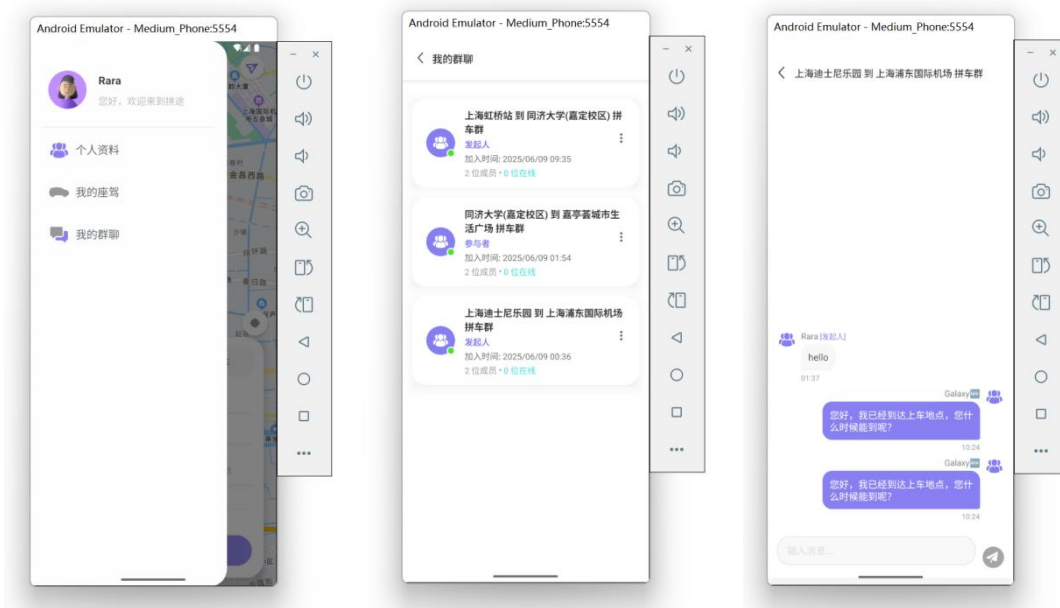 Android Emulator - Medium_Phone:5554
Rara
您好，欢迎来到拼途
个人资料
我的座驾
我的群聊
金昌西路
Android Emulator - Medium_Phone:5554
我的群聊
上海虹桥站 到 同济大学(嘉定校区) 拼
车群
发起人
加入时间: 2025/06/09 09:35
2 位成员 • 0 位在线
同济大学(嘉定校区) 到 嘉亭荟城市生
活广场 拼车群
参与者
加入时间: 2025/06/09 01:54
2 位成员 • 0 位在线
上海迪士尼乐园 到 上海浦东国际机场
拼车群
发起人
加入时间: 2025/06/09 00:36
2 位成员 • 0 位在线
Android Emulator - Medium_Phone:5554
上海迪士尼乐园 到 上海浦东国际机场 拼车群
Rara [发起人]
hello
01:37
Galaxy🆕
您好，我已经到达上车地点，您什
么时候能到呢？
10:24
Galaxy🆕
您好，我已经到达上车地点，您什
么时候能到呢？
10:24
输入消息...